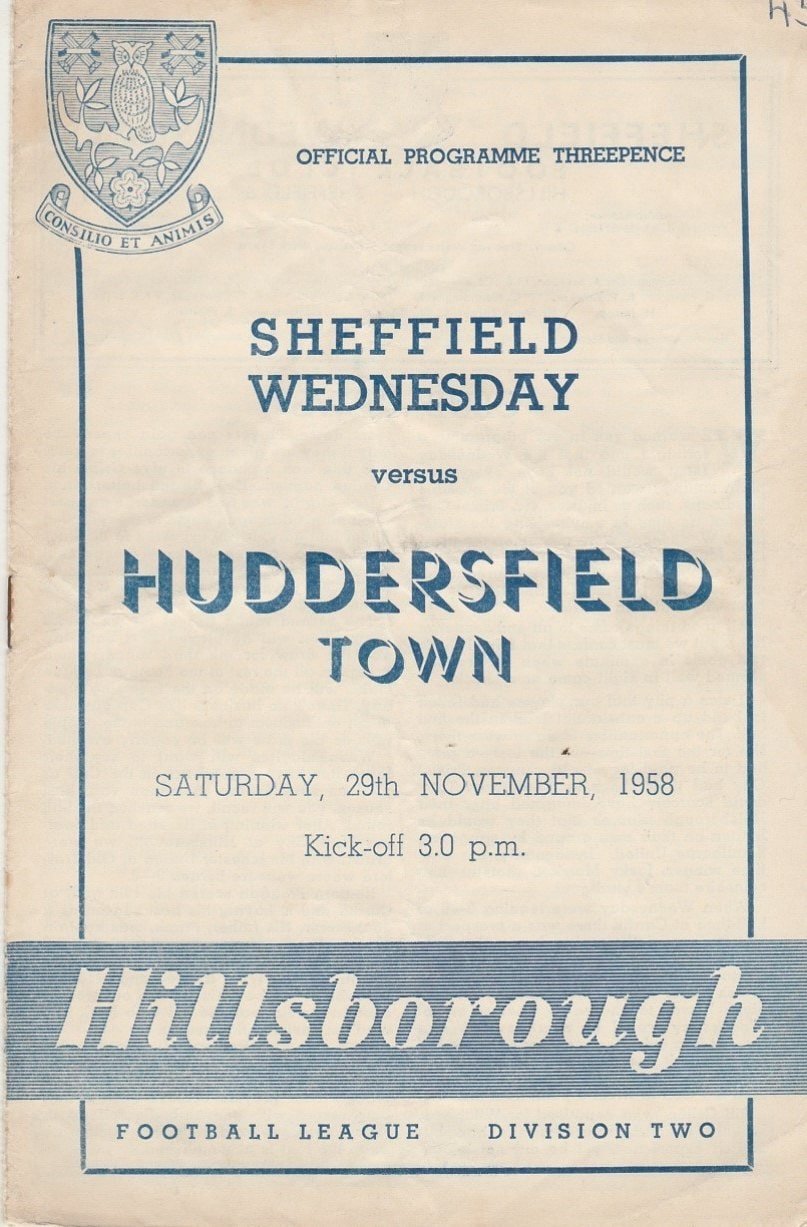 45
CONSILIO ET ANIMIS
OFFICIAL PROGRAMME THREEPENCE
SHEFFIELD
WEDNESDAY
versus
HUDDERSFIELD
TOWN
SATURDAY, 29th NOVEMBER, 1958
Kick-off 3.0 p.m.
Hillsborough
FOOTBALL LEAGUE DIVISION TWO